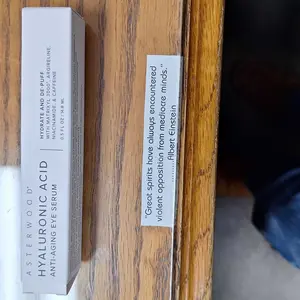 ASTERWOOD
HYALURONIC ACID
ANTI-AGING EYE SERUM
HYDRATE AND DE-PUFF
WITH MATRIXYL 3000, ARGIRELINE,
NIACINAMIDE, & CAFFEINE
"Great spirits have always encountered
violent opposition from mediocre minds."
Albert Einstein